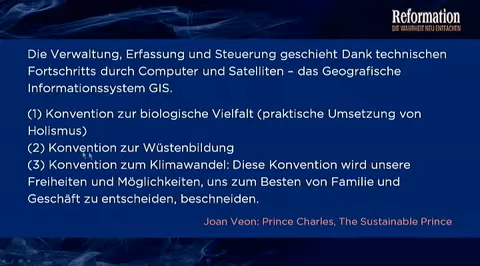 Reformation
DIE WAHRHEIT NEU ENTFACHEN
Die Verwaltung, Erfassung und Steuerung geschieht Dank technischen
Fortschritts durch Computer und Satelliten – das Geografische
Informationssystem GIS.
(1) Konvention zur biologische Vielfalt (praktische Umsetzung von
Holismus)
(2) Konvention zur Wüstenbildung
(3) Konvention zum Klimawandel: Diese Konvention wird unsere
Freiheiten und Möglichkeiten, uns zum Besten von Familie und
Geschäft zu entscheiden, beschneiden.
Joan Veon; Prince Charles, The Sustainable Prince